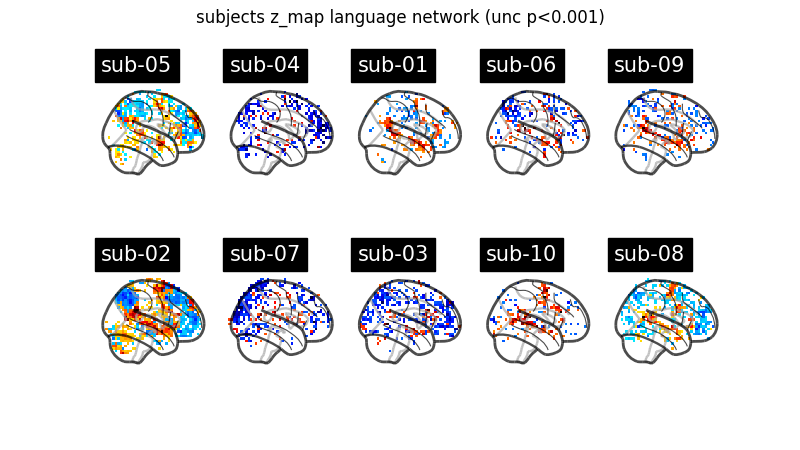 subjects z_map language network (unc p<0.001)
sub-05 sub-04 sub-01 sub-06 sub-09
sub-02 sub-07 sub-03 sub-10 sub-08